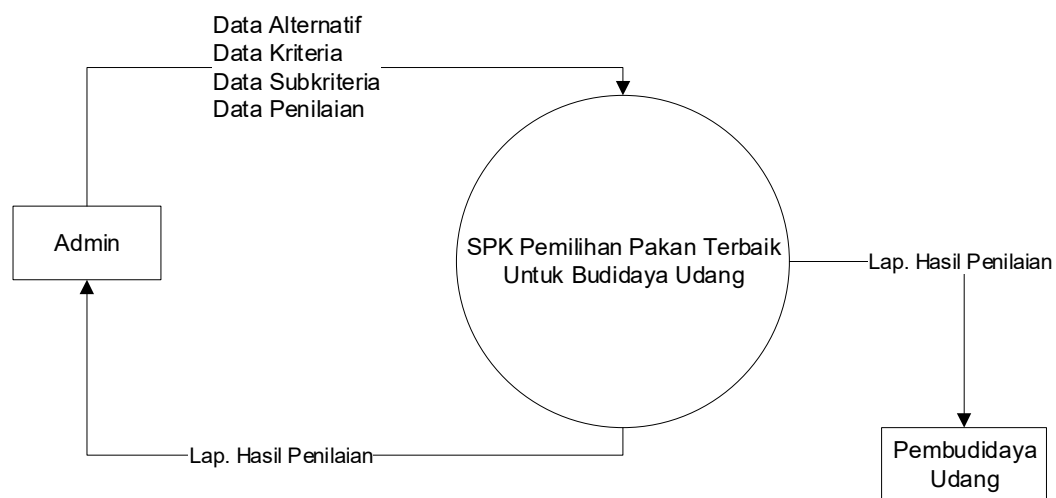 Data Alternatif
Data Kriteria
Data Subkriteria
Data Penilaian
Admin
SPK Pemilihan Pakan Terbaik
Untuk Budidaya Udang
Lap. Hasil Penilaian
Lap. Hasil Penilaian
Pembudidaya
Udang